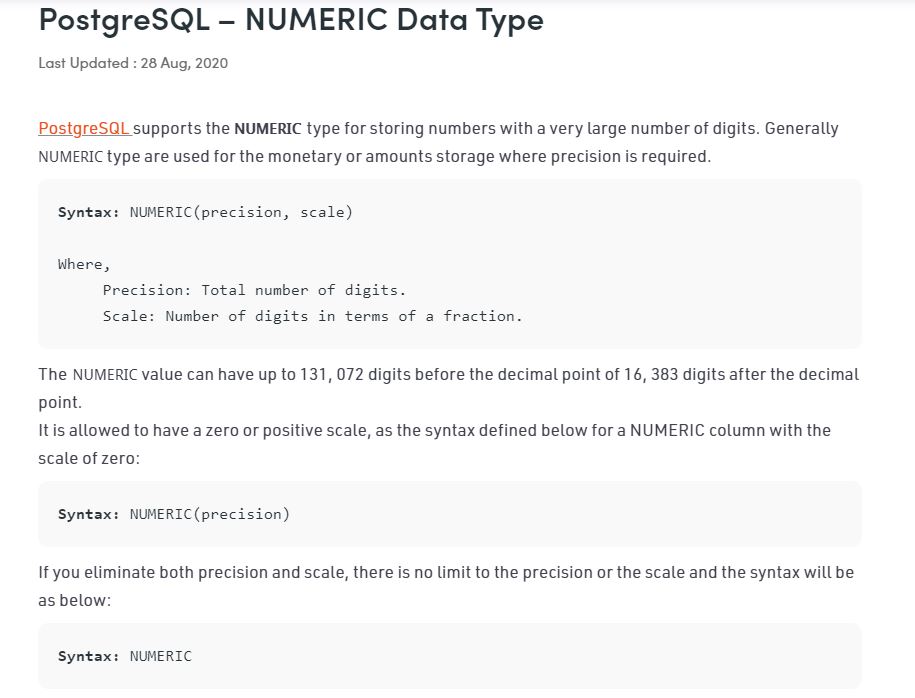 PostgreSQL – NUMERIC Data Type
Last Updated : 28 Aug, 2020
PostgreSQL supports the NUMERIC type for storing numbers with a very large number of digits. Generally
NUMERIC type are used for the monetary or amounts storage where precision is required.
Syntax: NUMERIC(precision, scale)
Where,
Precision: Total number of digits.
Scale: Number of digits in terms of a fraction.
The NUMERIC value can have up to 131, 072 digits before the decimal point of 16, 383 digits after the decimal
point.
It is allowed to have a zero or positive scale, as the syntax defined below for a NUMERIC column with the
scale of zero:
Syntax: NUMERIC(precision)
If you eliminate both precision and scale, there is no limit to the precision or the scale and the syntax will be
as below:
Syntax: NUMERIC